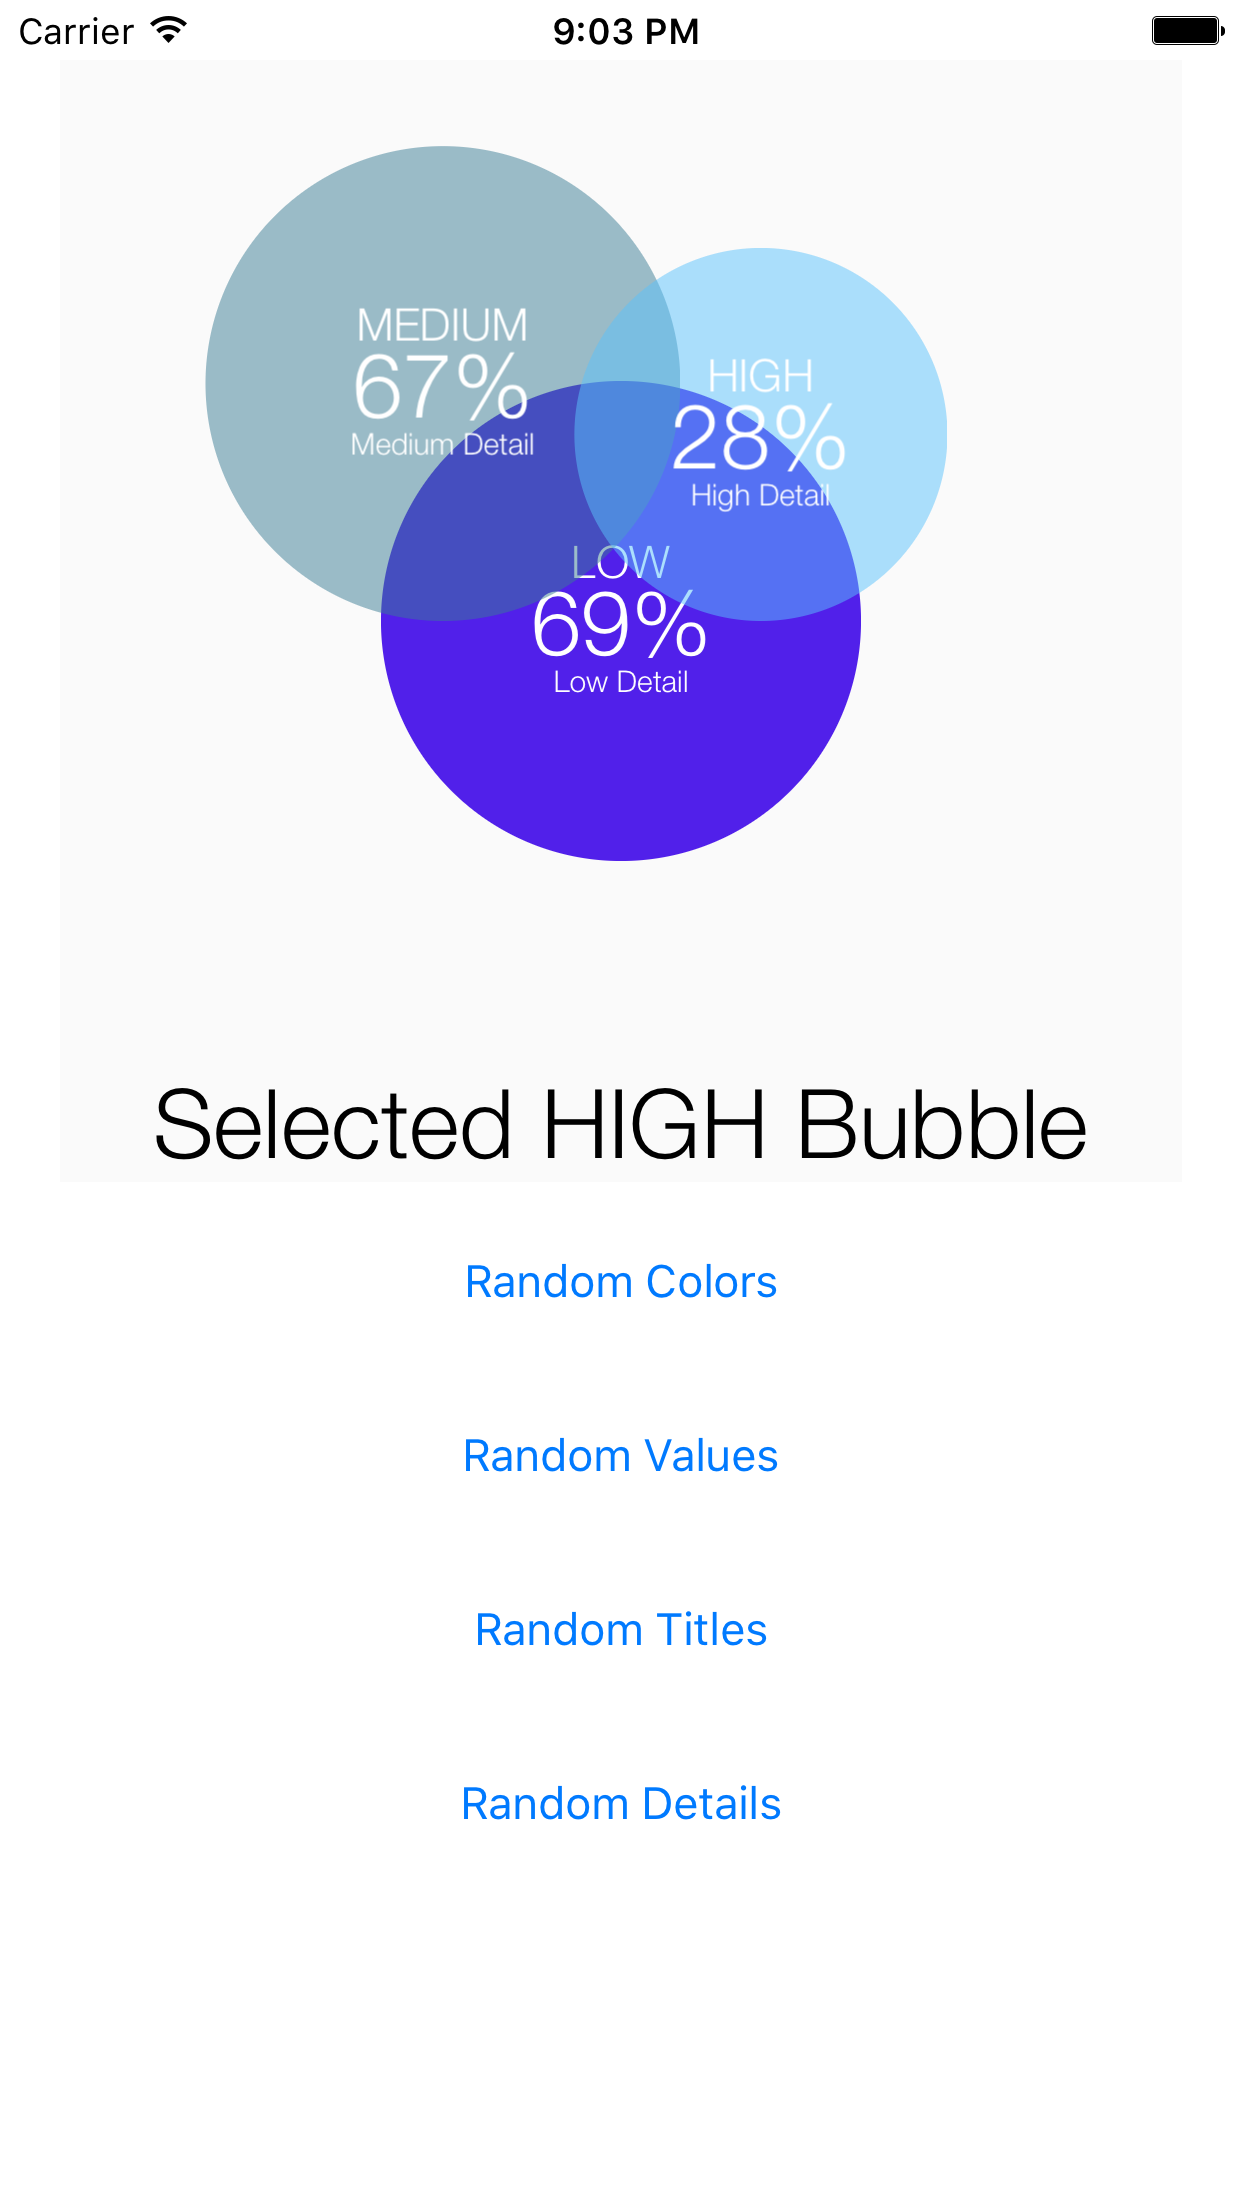 Carrier 9:03 PM
MEDIUM
67%
Medium Detail
HIGH
28%
High Detail
LOW
69%
Low Detail
Selected HIGH Bubble
Random Colors
Random Values
Random Titles
Random Details